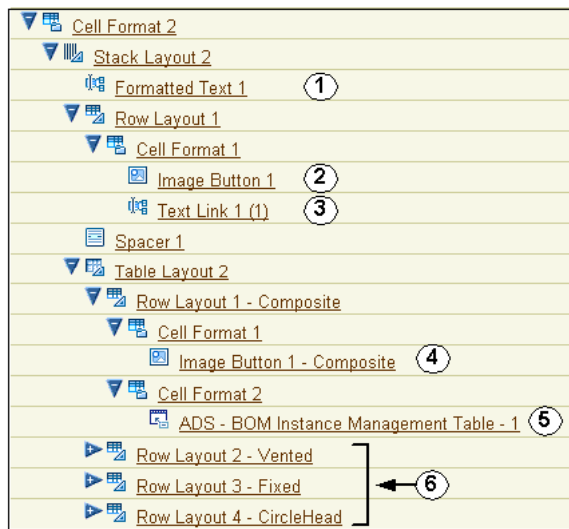 Cell Format 2
Stack Layout 2
Formatted Text 1 1
Row Layout 1
Cell Format 1
Image Button 1 2
Text Link 1 (1) 3
Spacer 1
Table Layout 2
Row Layout 1 - Composite
Cell Format 1
Image Button 1 - Composite 4
Cell Format 2
ADS - BOM Instance Management Table - 1 5
Row Layout 2 - Vented
Row Layout 3 - Fixed 6
Row Layout 4 - CircleHead